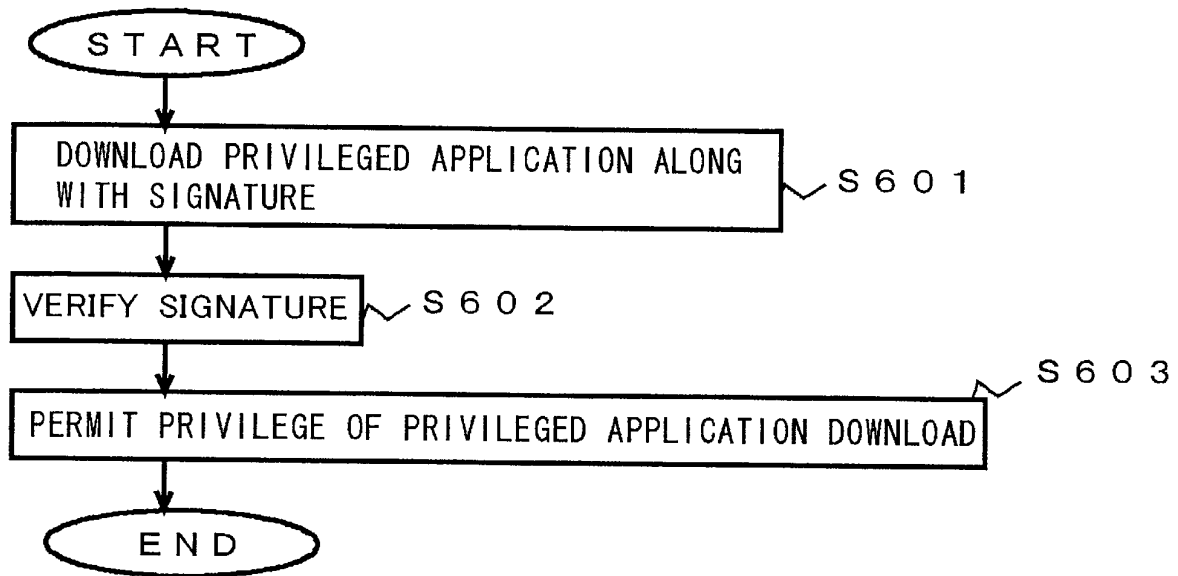 START
DOWNLOAD PRIVILEGED APPLICATION ALONG
WITH SIGNATURE
S601
VERIFY SIGNATURE
S602
S603
PERMIT PRIVILEGE OF PRIVILEGED APPLICATION DOWNLOAD
END